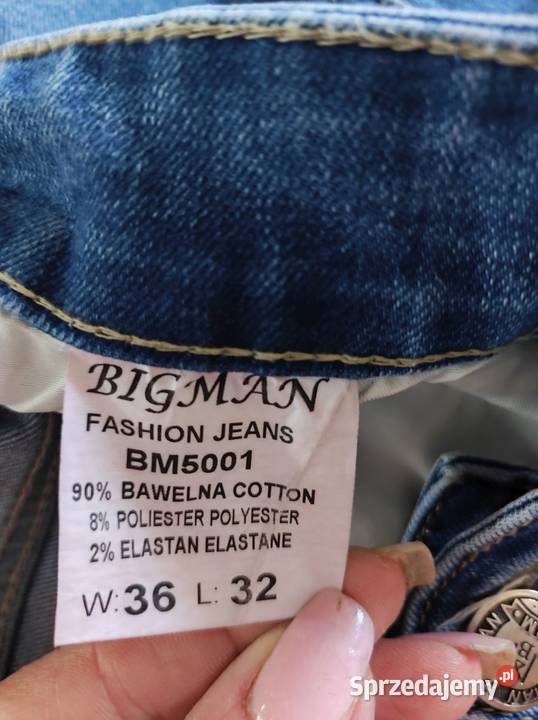 BIGMAN
FASHION JEANS
BM5001
90% BAWELNA COTTON
8% POLIESTER POLYESTER
2% ELASTAN ELASTANE
W:36 L:32
Sprzedajemy.pl